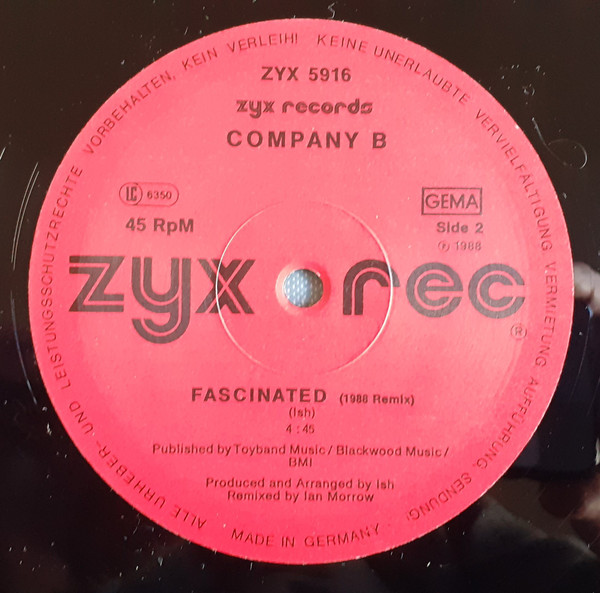 ALLE URHEBER- UND LEISTUNGSSCHUTZRECHTE VORBEHALTEN, KEIN VERLEIH! KEINE UNERLAUBTE VERVIELFÄLTIGUNG, VERMIETUNG, AUFFÜHRUNG, SENDUNG!
ZYX 5916
zyx records
COMPANY B
LC 6350
GEMA
45 RpM
Side 2
℗ 1988
zyx rec
®
FASCINATED (1988 Remix)
(Ish)
4:45
Published by Toyband Music / Blackwood Music /
BMI
Produced and Arranged by Ish
Remixed by Ian Morrow
MADE IN GERMANY